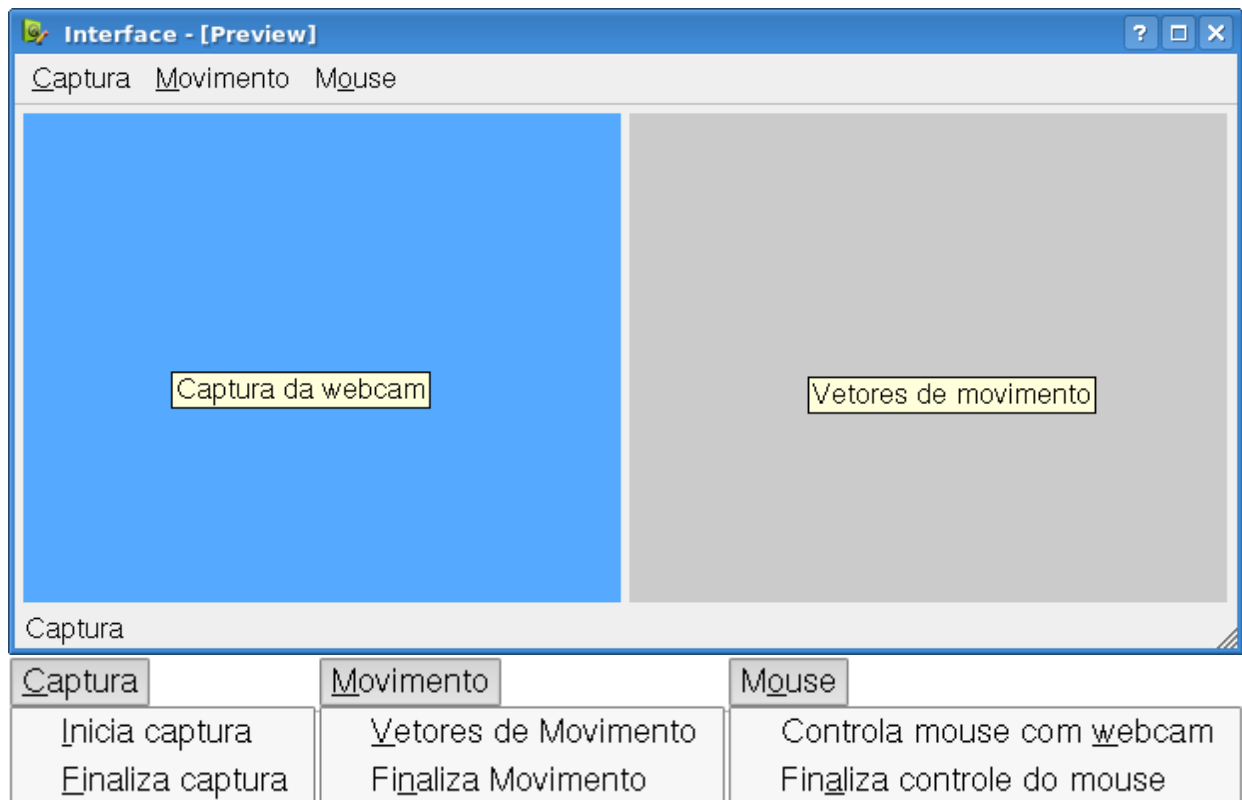 Interface - [Preview]
Captura Movimento Mouse
Captura da webcam
Vetores de movimento
Captura
Captura Movimento Mouse
Inicia captura Vetores de Movimento Controla mouse com webcam
Finaliza captura Finaliza Movimento Finaliza controle do mouse